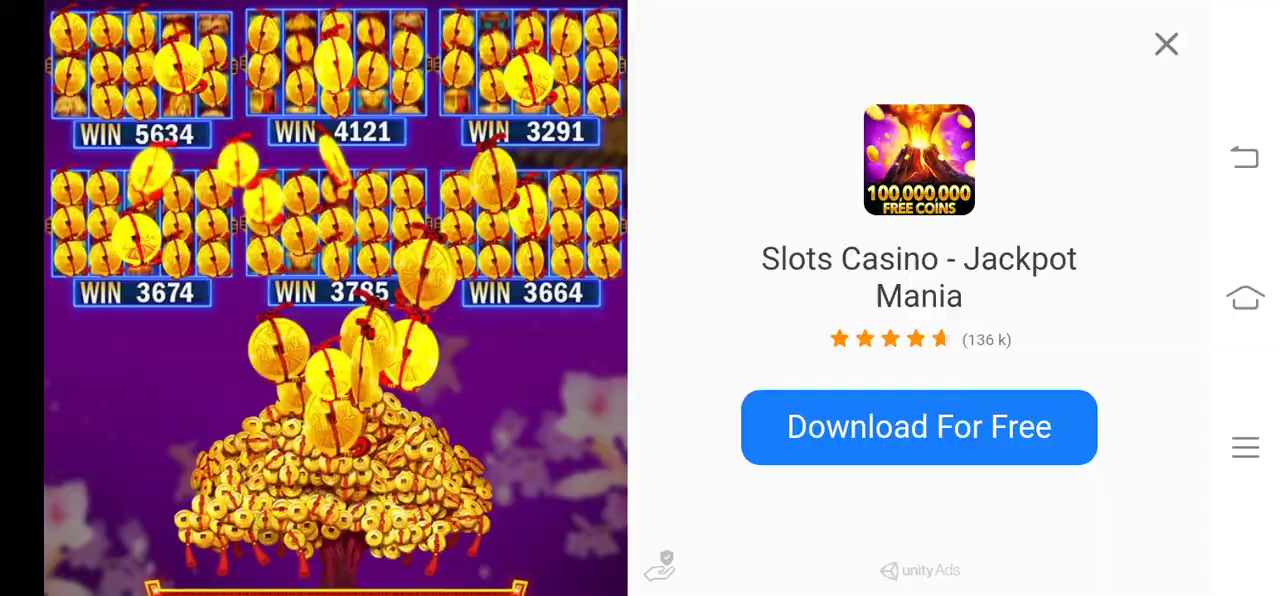 WIN 5634
WIN 4121
WIN 3291
WIN 3674
WIN 3785
WIN 3664
100,000,000
FREE COINS
Slots Casino - Jackpot
Mania
(136 k)
Download For Free
unity Ads